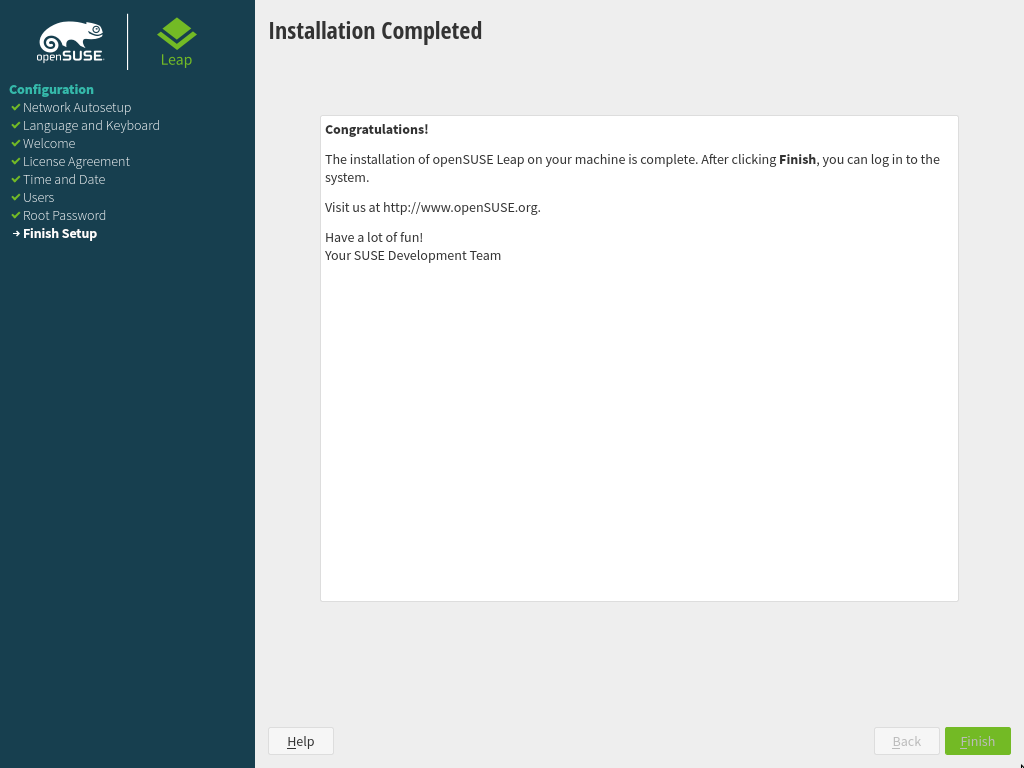 openSUSE
Leap
Installation Completed
Configuration
Network Autosetup
Language and Keyboard
Welcome
License Agreement
Time and Date
Users
Root Password
Finish Setup
Congratulations!
The installation of openSUSE Leap on your machine is complete. After clicking Finish, you can log in to the
system.
Visit us at http://www.openSUSE.org.
Have a lot of fun!
Your SUSE Development Team
Help
Back
Finish